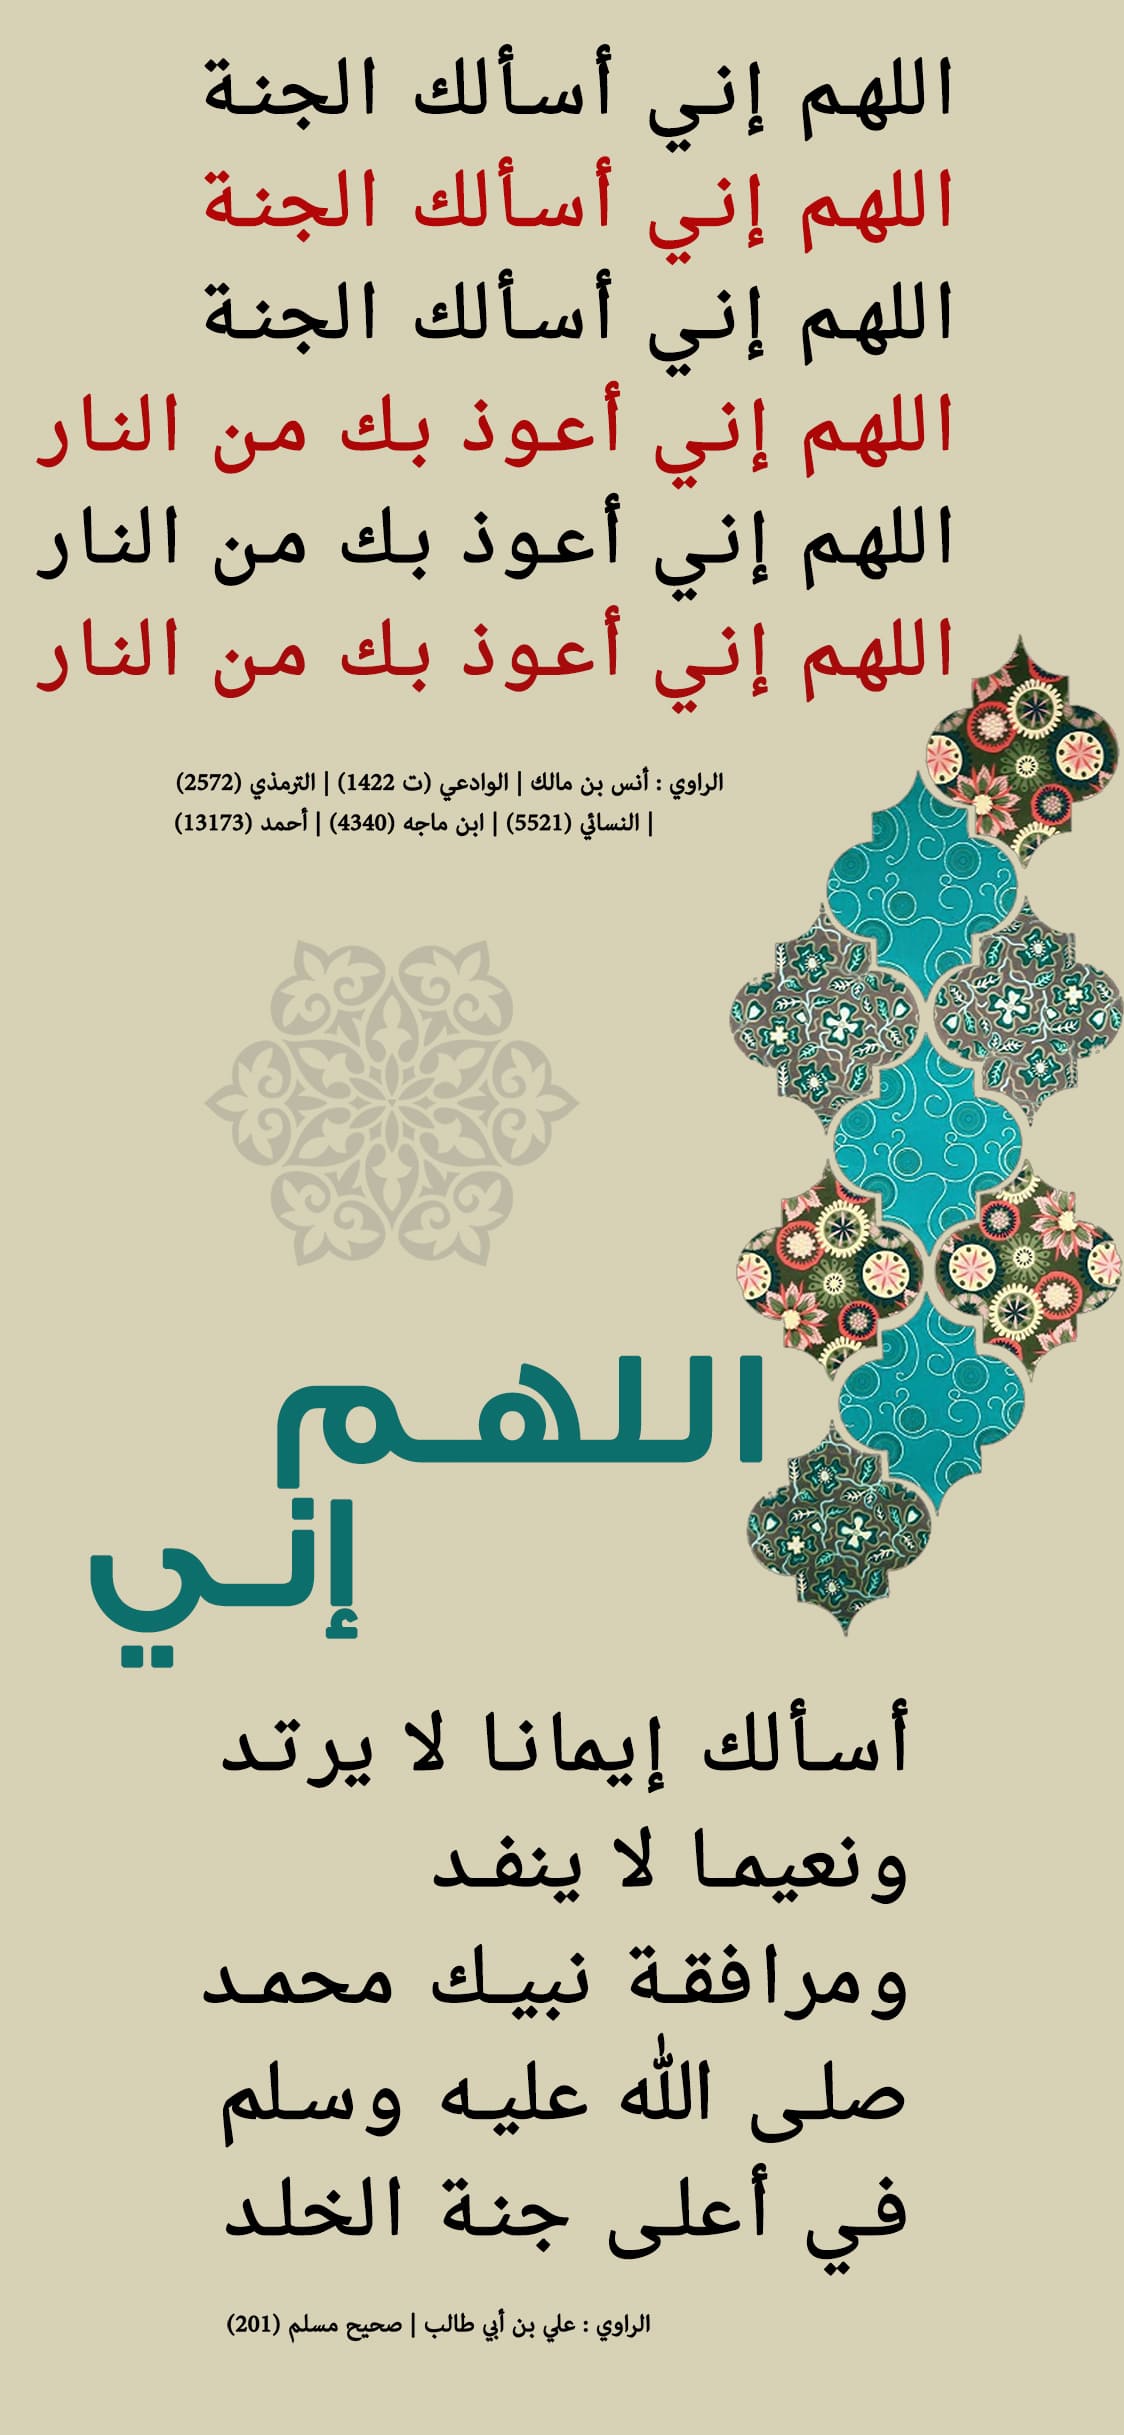 اللهم إني أسألك الجنة
اللهم إني أسألك الجنة
اللهم إني أسألك الجنة
اللهم إني أعوذ بك من النار
اللهم إني أعوذ بك من النار
اللهم إني أعوذ بك من النار
الراوي : أنس بن مالك | الوادعي (ت 1422) | الترمذي (2572)
| النسائي (5521) | ابن ماجه (4340) | أحمد (13173)
اللهم
إني
أسألك إيمانا لا يرتد
ونعيما لا ينفد
ومرافقة نبيك محمد
صلى الله عليه وسلم
في أعلى جنة الخلد
الراوي : علي بن أبي طالب | صحيح مسلم (201)